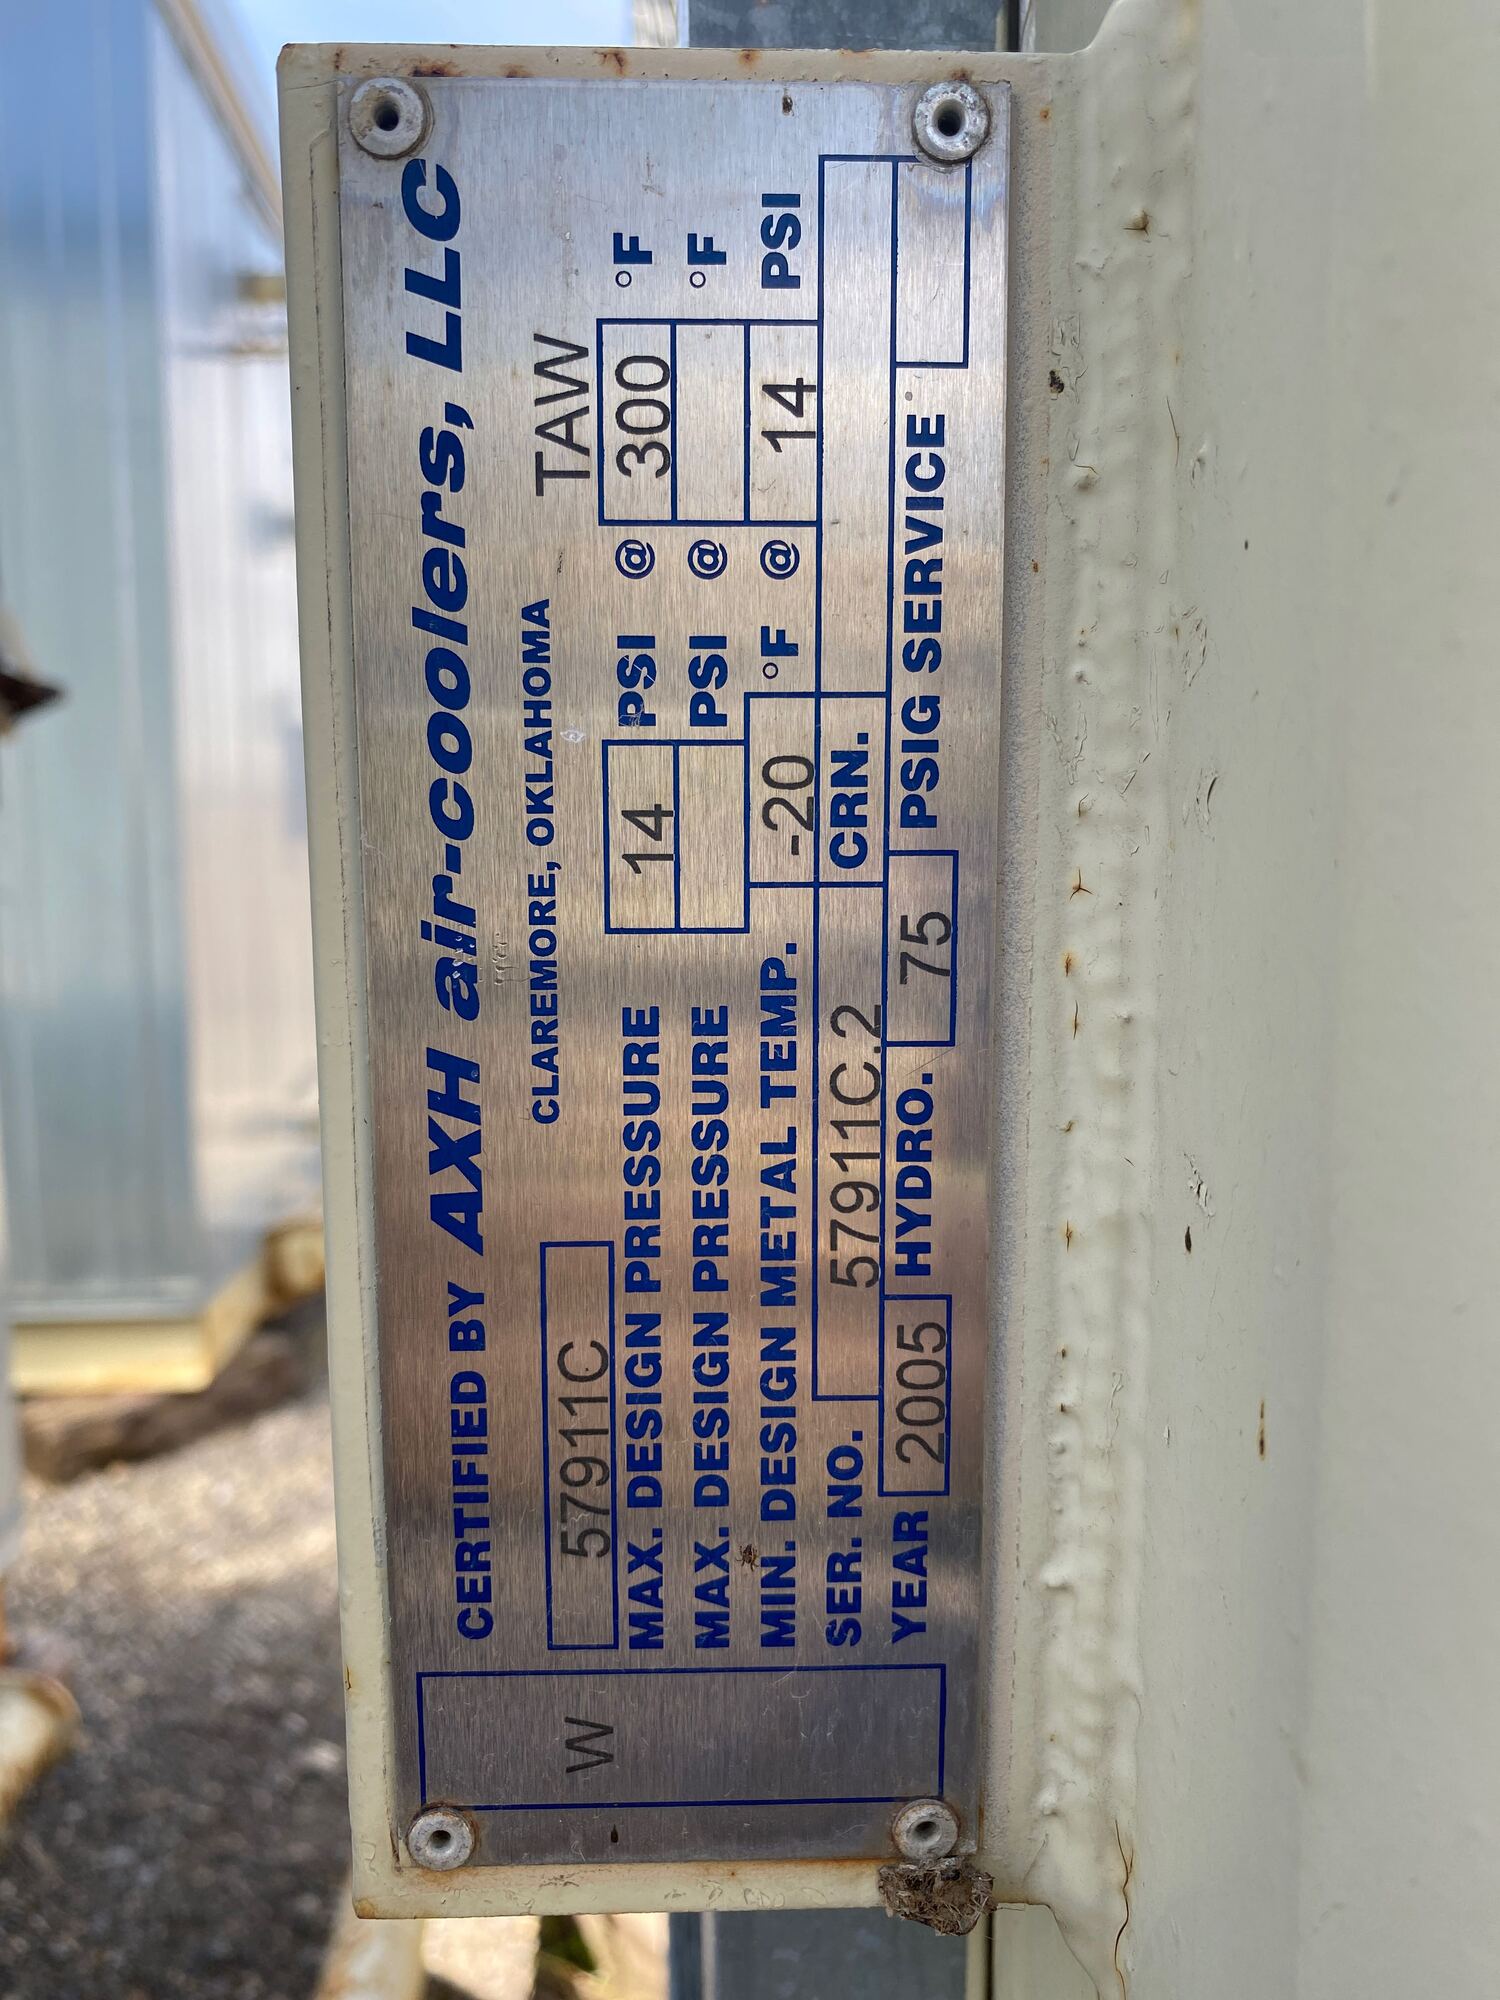 CERTIFIED BY AXH air-coolers, LLC
CLAREMORE, OKLAHOMA
57911C TAW
W
MAX. DESIGN PRESSURE 14 PSI @ 300 °F
MAX. DESIGN PRESSURE PSI @ °F
MIN. DESIGN METAL TEMP. -20 °F @ 14 PSI
SER. NO. 57911C.2 CRN.
YEAR 2005 HYDRO. 75 PSIG SERVICE